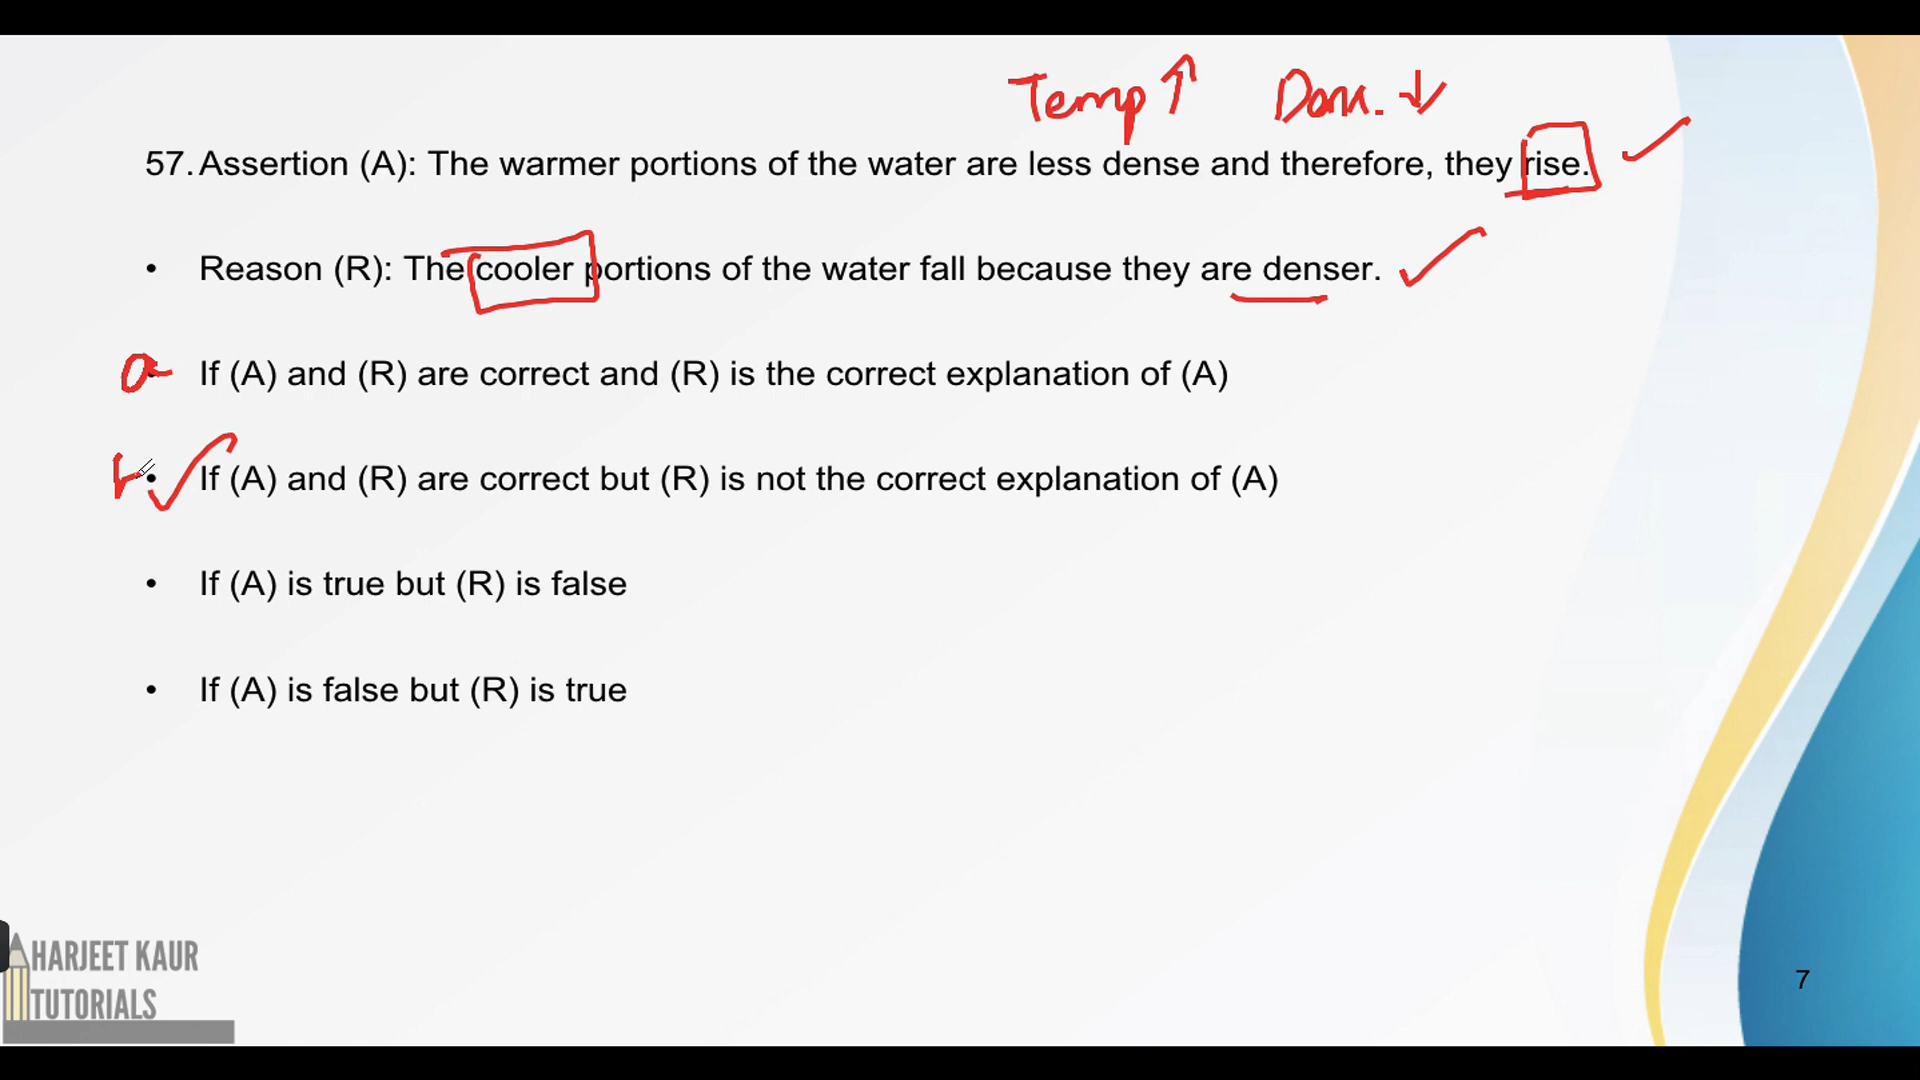 Temp ↑ Den. ↓
57. Assertion (A): The warmer portions of the water are less dense and therefore, they rise.
• Reason (R): The cooler portions of the water fall because they are denser.
a If (A) and (R) are correct and (R) is the correct explanation of (A)
• If (A) and (R) are correct but (R) is not the correct explanation of (A)
• If (A) is true but (R) is false
• If (A) is false but (R) is true
HARJEET KAUR
TUTORIALS
7